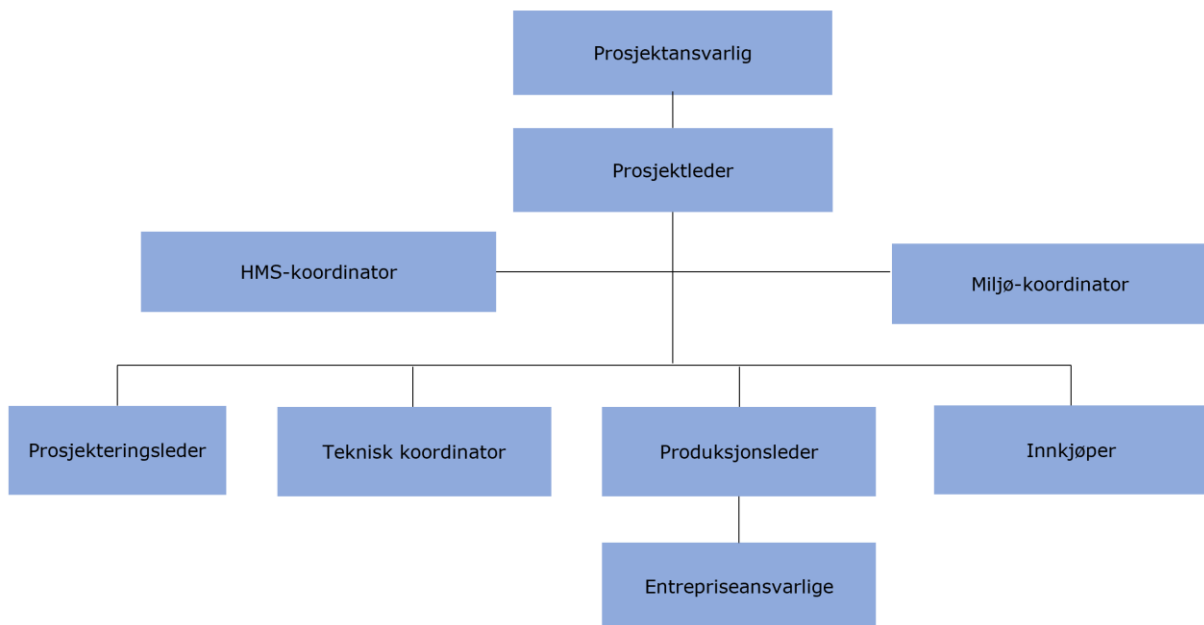 Prosjektansvarlig
Prosjektleder
HMS-koordinator
Miljø-koordinator
Prosjekteringsleder
Teknisk koordinator
Produksjonsleder
Innkjøper
Entrepriseansvarlige